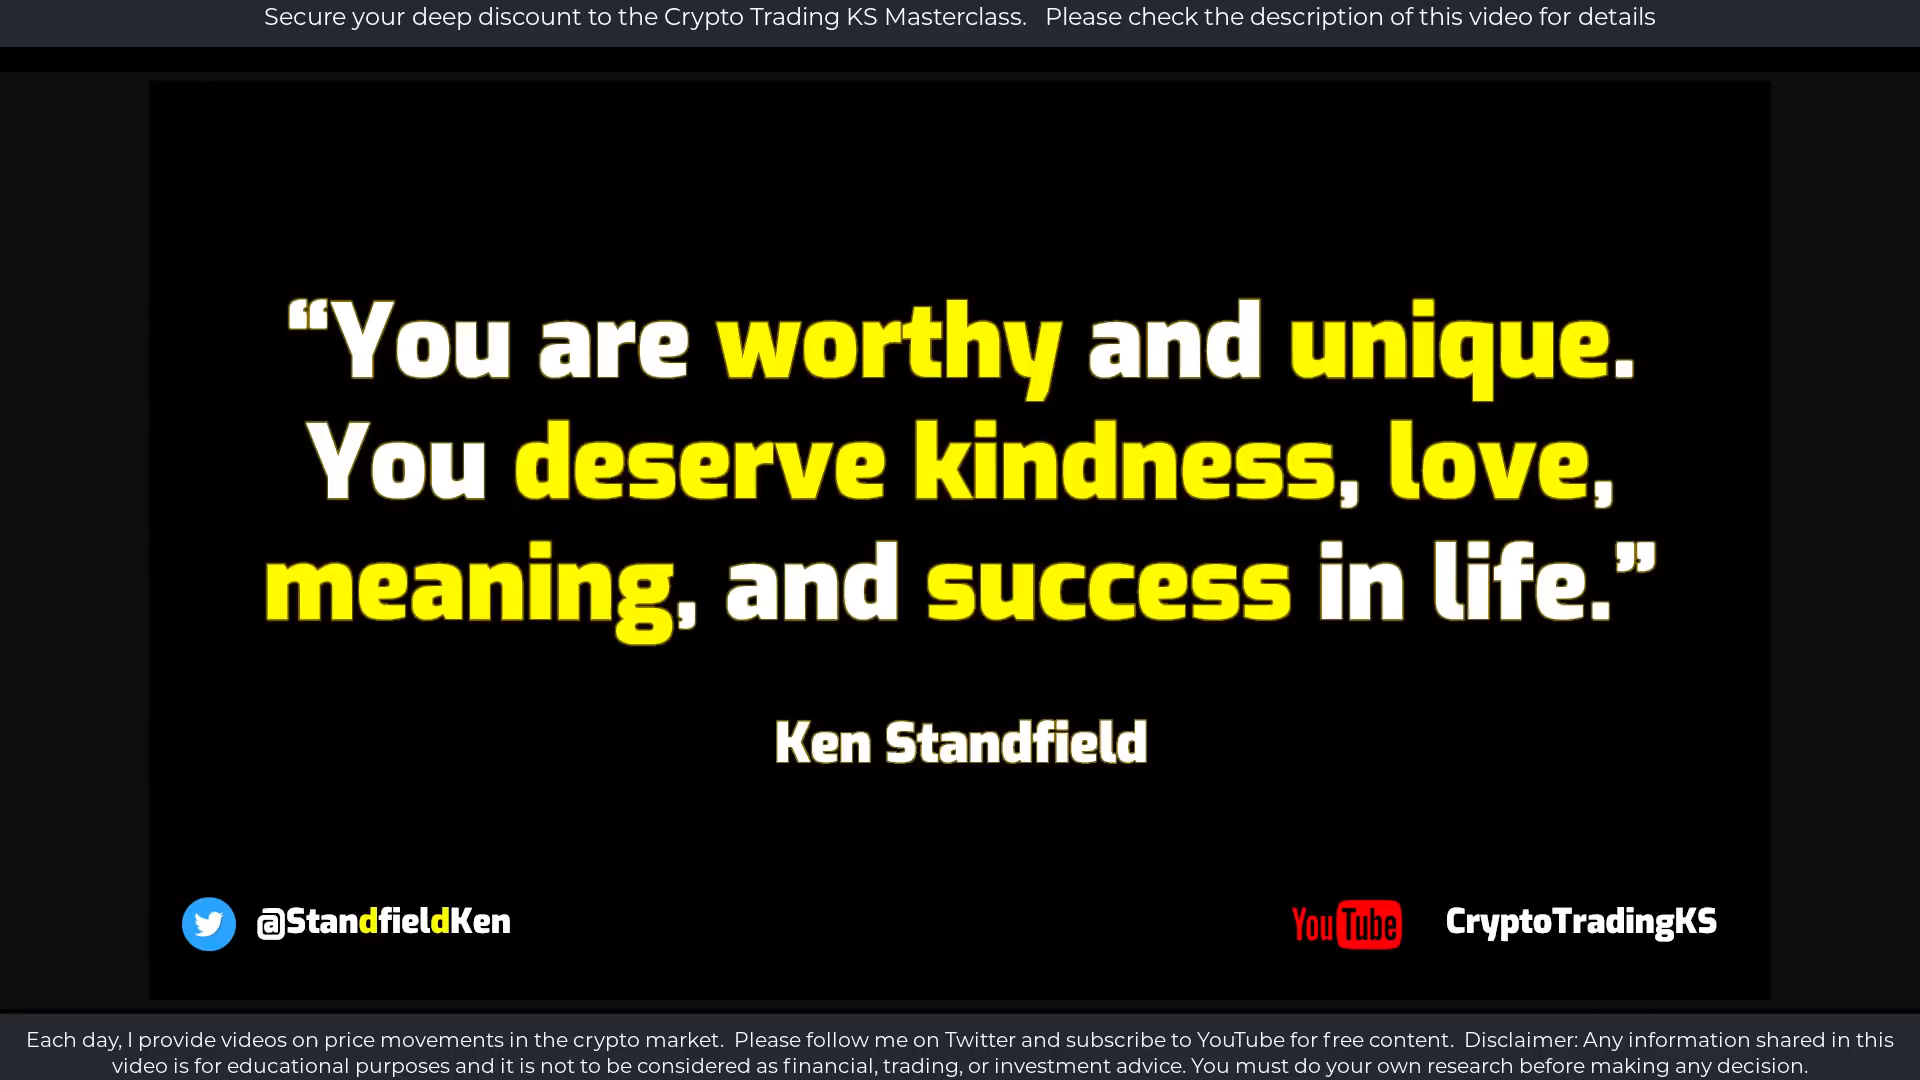 Secure your deep discount to the Crypto Trading KS Masterclass.   Please check the description of this video for details
“You are worthy and unique.
You deserve kindness, love,
meaning, and success in life.”
Ken Standfield
@StandfieldKen
YouTube CryptoTradingKS
Each day, I provide videos on price movements in the crypto market.  Please follow me on Twitter and subscribe to YouTube for free content.  Disclaimer: Any information shared in this
video is for educational purposes and it is not to be considered as financial, trading, or investment advice. You must do your own research before making any decision.